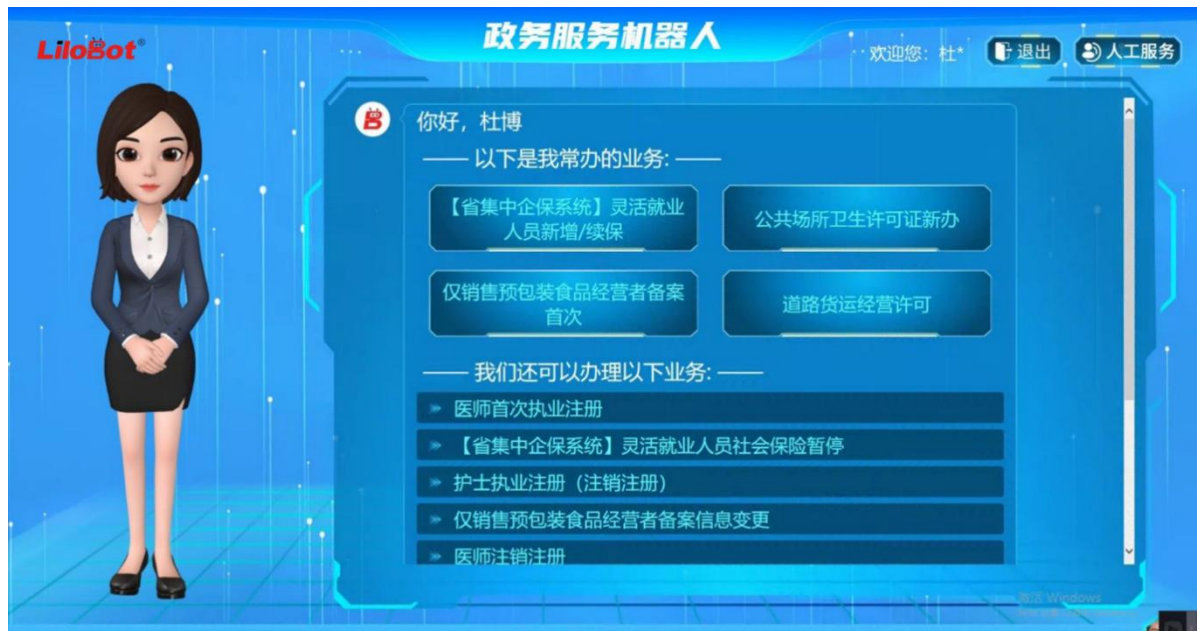 政务服务机器人
LiloBot®
欢迎您: 杜*
退出
人工服务
你好，杜博
—— 以下是我常办的业务: ——
【省集中企保系统】灵活就业
人员新增/续保
公共场所卫生许可证新办
仅销售预包装食品经营者备案
首次
道路货运经营许可
—— 我们还可以办理以下业务: ——
医师首次执业注册
【省集中企保系统】灵活就业人员社会保险暂停
护士执业注册（注销注册）
仅销售预包装食品经营者备案信息变更
医师注销注册
激活 Windows